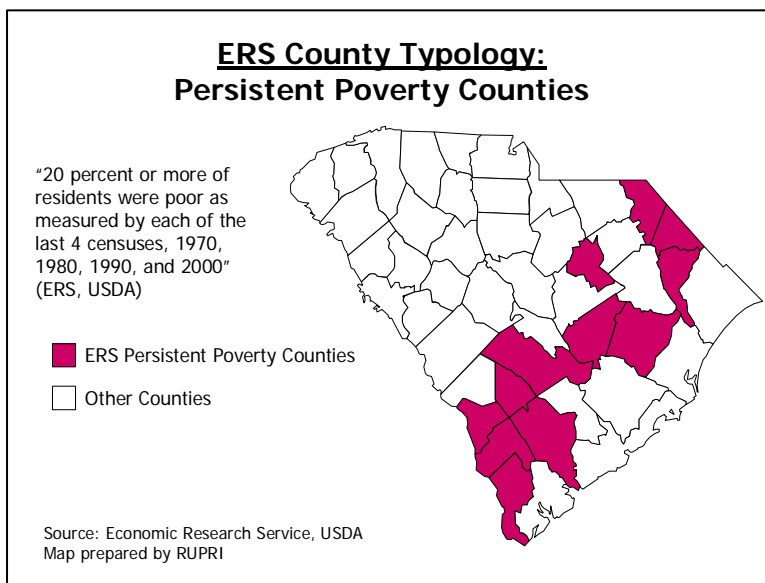 ERS County Typology:
Persistent Poverty Counties
"20 percent or more of
residents were poor as
measured by each of the
last 4 censuses, 1970,
1980, 1990, and 2000"
(ERS, USDA)
ERS Persistent Poverty Counties
Other Counties
Source: Economic Research Service, USDA
Map prepared by RUPRI